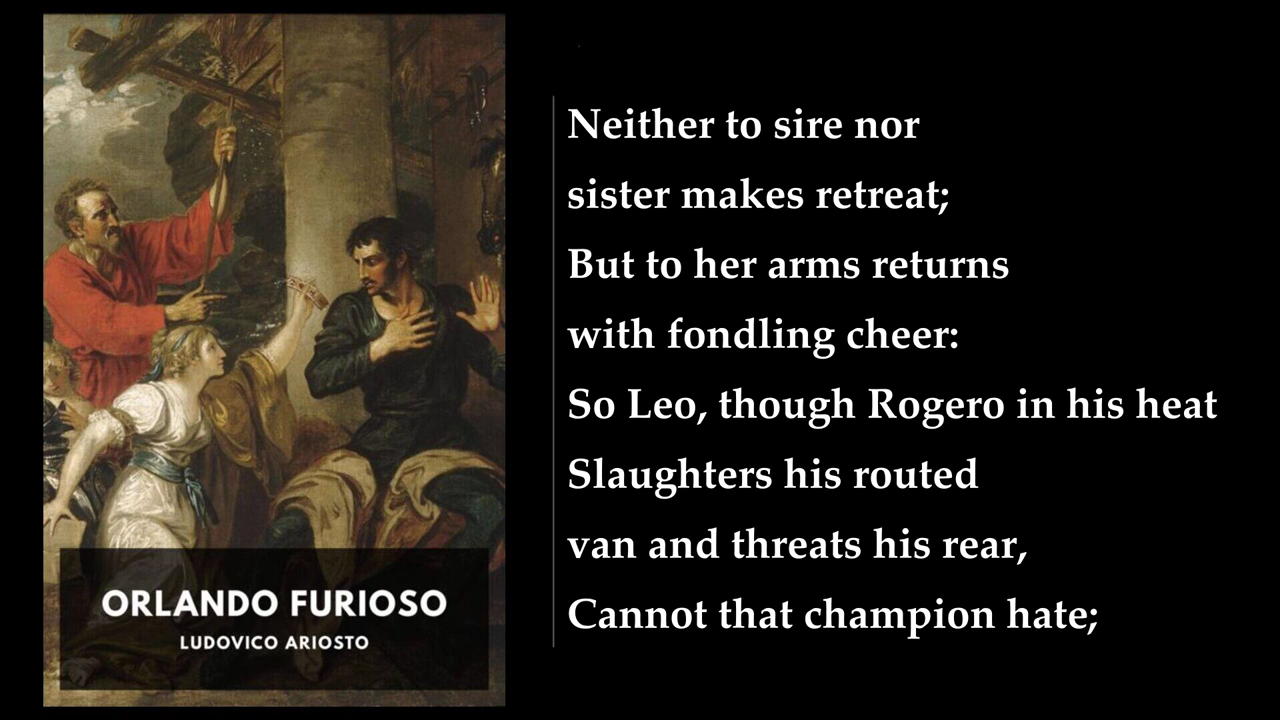 ORLANDO FURIOSO
LUDOVICO ARIOSTO
Neither to sire nor
sister makes retreat;
But to her arms returns
with fondling cheer:
So Leo, though Rogero in his heat
Slaughters his routed
van and threats his rear,
Cannot that champion hate;